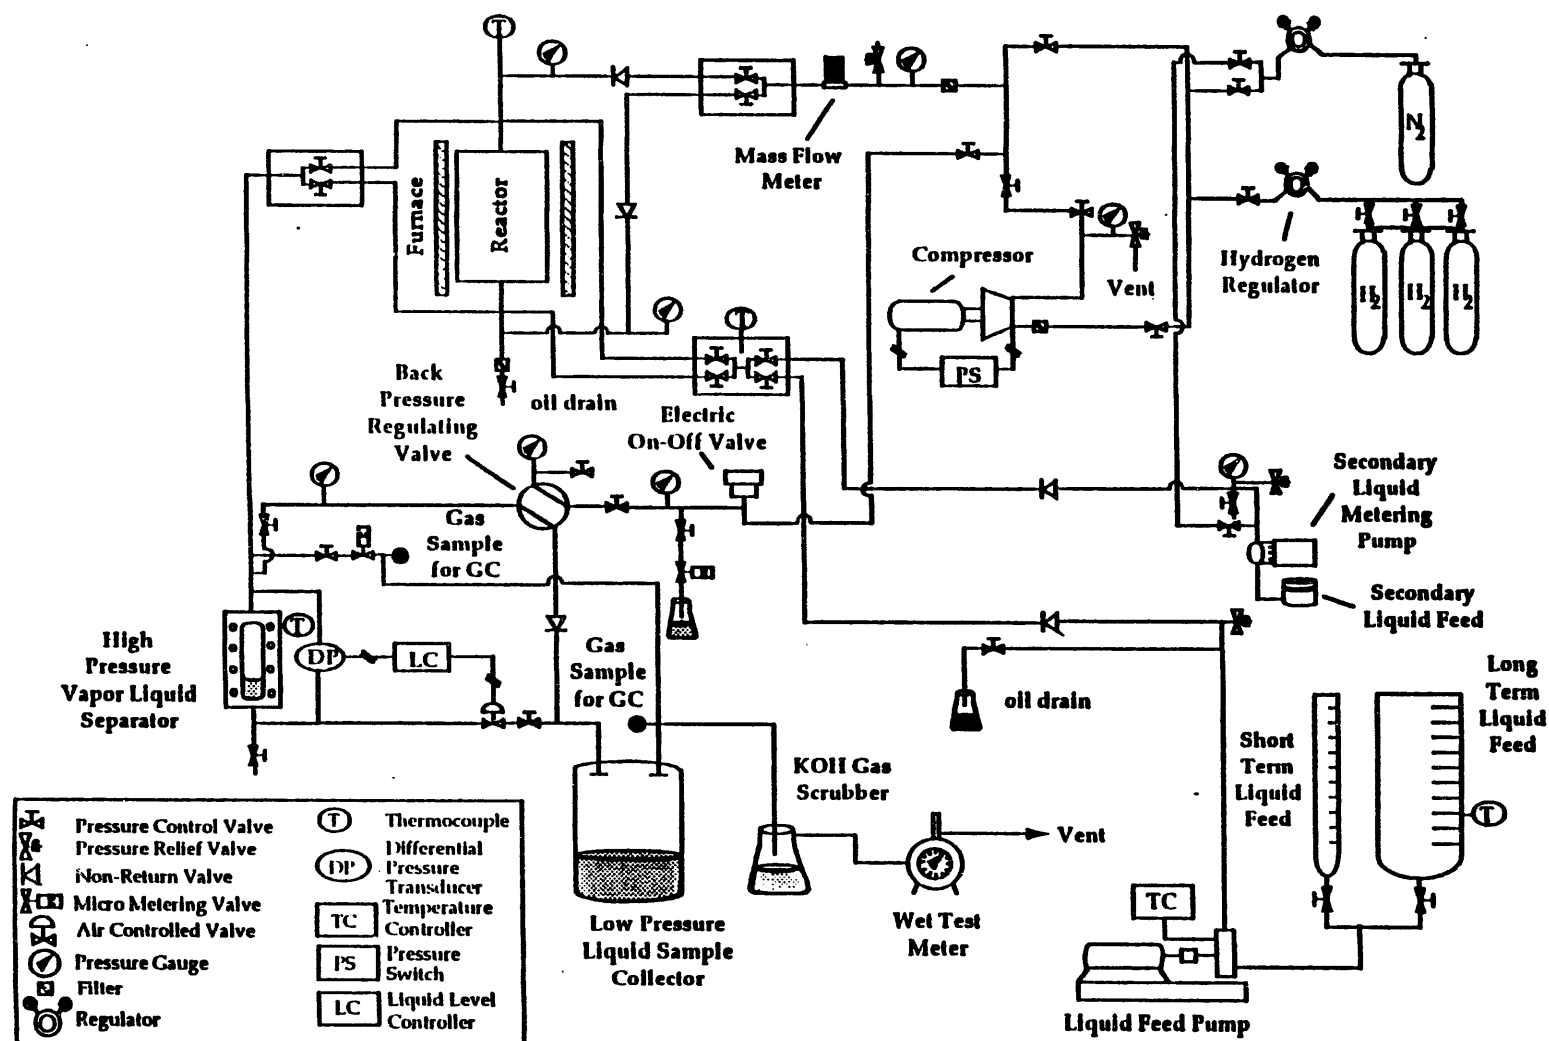 T
N2
Mass Flow
Meter
Furnace
Reactor
Compressor
Vent
Hydrogen
Regulator
H2
H2
H2
T
PS
Back
Pressure
Regulating
Valve
oil drain
Electric
On-Off Valve
Gas
Sample
for GC
Secondary
Liquid
Metering
Pump
Secondary
Liquid Feed
High
Pressure
Vapor Liquid
Separator
T
DP
LC
Gas
Sample
for GC
oil drain
Long
Term
Liquid
Feed
Short
Term
Liquid
Feed
T
KOH Gas
Scrubber
Vent
Wet Test
Meter
Low Pressure
Liquid Sample
Collector
TC
Liquid Feed Pump
Pressure Control Valve
Pressure Relief Valve
Non-Return Valve
Micro Metering Valve
Air Controlled Valve
Pressure Gauge
Filter
Regulator
T
Thermocouple
DP
Differential
Pressure
Transducer
TC
Temperature
Controller
PS
Pressure
Switch
LC
Liquid Level
Controller